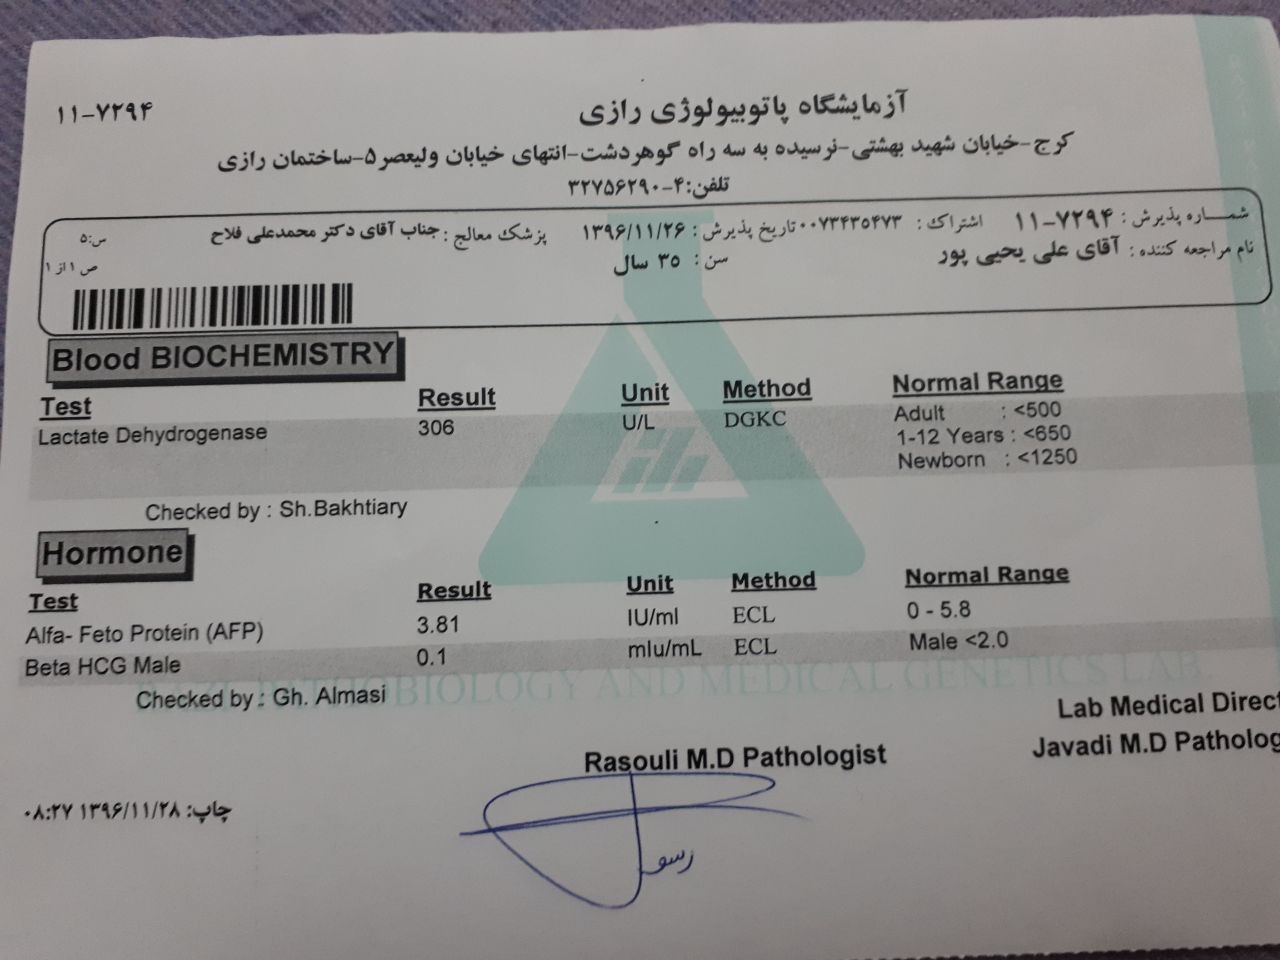 ۱۱-۷۲۹۴
آزمایشگاه پاتوبیولوژی رازی
کرج-خیابان شهید بهشتی-نرسیده به سه راه گوهردشت-انتهای خیابان ولیعصر۵-ساختمان رازی
تلفن:۴-۳۲۷۵۶۲۹۰
شماره پذیرش : ۱۱-۷۲۹۴ اشتراک : ۰۰۷۳۴۳۵۴۷۳ تاریخ پذیرش : ۱۳۹۶/۱۱/۲۶ پزشک معالج : جناب آقای دکتر محمدعلی فلاح س:۵
نام مراجعه کننده : آقای علی یحیی پور سن : ۳۵ سال ص ۱ از ۱
Blood BIOCHEMISTRY
Test Result Unit Method Normal Range
Lactate Dehydrogenase 306 U/L DGKC Adult : <500
1-12 Years : <650
Newborn : <1250
Checked by : Sh.Bakhtiary
Hormone
Test Result Unit Method Normal Range
Alfa- Feto Protein (AFP) 3.81 IU/ml ECL 0 - 5.8
Beta HCG Male 0.1 mIu/mL ECL Male <2.0
PATHOBIOLOGY AND MEDICAL GENETICS LAB.
Checked by : Gh. Almasi
Lab Medical Direct
Rasouli M.D Pathologist Javadi M.D Patholog
چاپ: ۱۳۹۶/۱۱/۲۸ ۰۸:۲۷